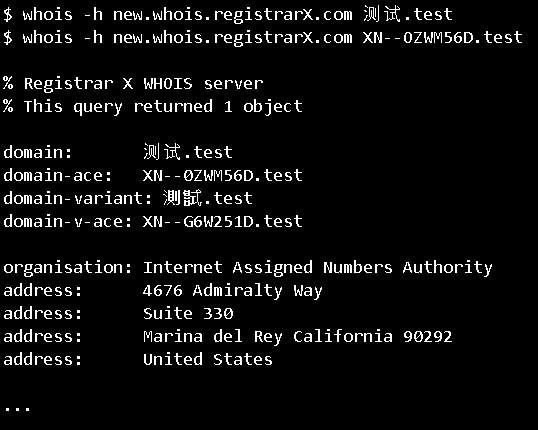 $ whois -h new.whois.registrarX.com 测试.test
$ whois -h new.whois.registrarX.com XN--0ZWM56D.test
% Registrar X WHOIS server
% This query returned 1 object
domain: 测试.test
domain-ace: XN--0ZWM56D.test
domain-variant: 測試.test
domain-v-ace: XN--G6W251D.test
organisation: Internet Assigned Numbers Authority
address: 4676 Admiralty Way
address: Suite 330
address: Marina del Rey California 90292
address: United States
...